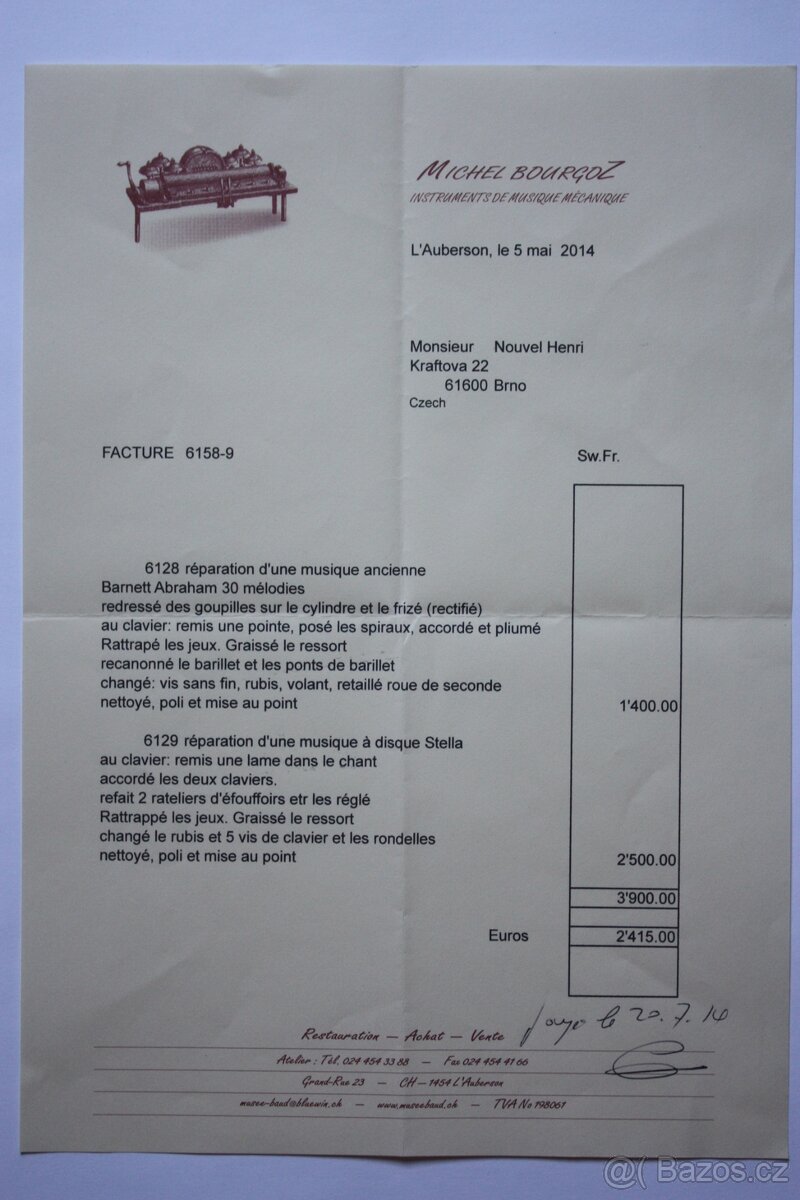 MICHEL BOURGOZ
INSTRUMENTS DE MUSIQUE MÉCANIQUE
L'Auberson, le 5 mai 2014
Monsieur Nouvel Henri
Kraftova 22
61600 Brno
Czech
FACTURE 6158-9
Sw.Fr.
6128 réparation d'une musique ancienne
Barnett Abraham 30 mélodies
redressé des goupilles sur le cylindre et le frizé (rectifié)
au clavier: remis une pointe, posé les spiraux, accordé et pliumé
Rattrapé les jeux. Graissé le ressort
recanonné le barillet et les ponts de barillet
changé: vis sans fin, rubis, volant, retaillé roue de seconde
nettoyé, poli et mise au point 1'400.00
6129 réparation d'une musique à disque Stella
au clavier: remis une lame dans le chant
accordé les deux claviers.
refait 2 rateliers d'éfouffoirs etr les réglé
Rattrappé les jeux. Graissé le ressort
changé le rubis et 5 vis de clavier et les rondelles
nettoyé, poli et mise au point 2'500.00
3'900.00
Euros 2'415.00
le 20.7.14
Restauration — Achat — Vente
Atelier : Tél. 024 454 33 88 — Fax 024 454 41 66
Grand-Rue 23 — CH – 1454 L'Auberson
musee-baud@bluewin.ch — www.museebaud.ch — TVA No 198061
Bazos.cz